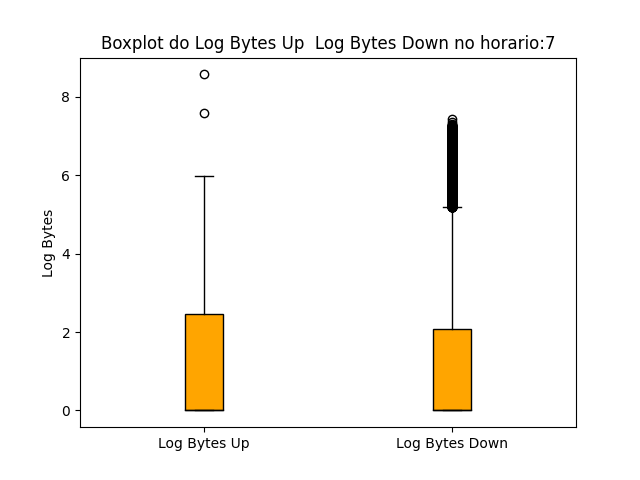 Boxplot do Log Bytes Up  Log Bytes Down no horario:7
8
6
4
2
0
Log Bytes
Log Bytes Up
Log Bytes Down